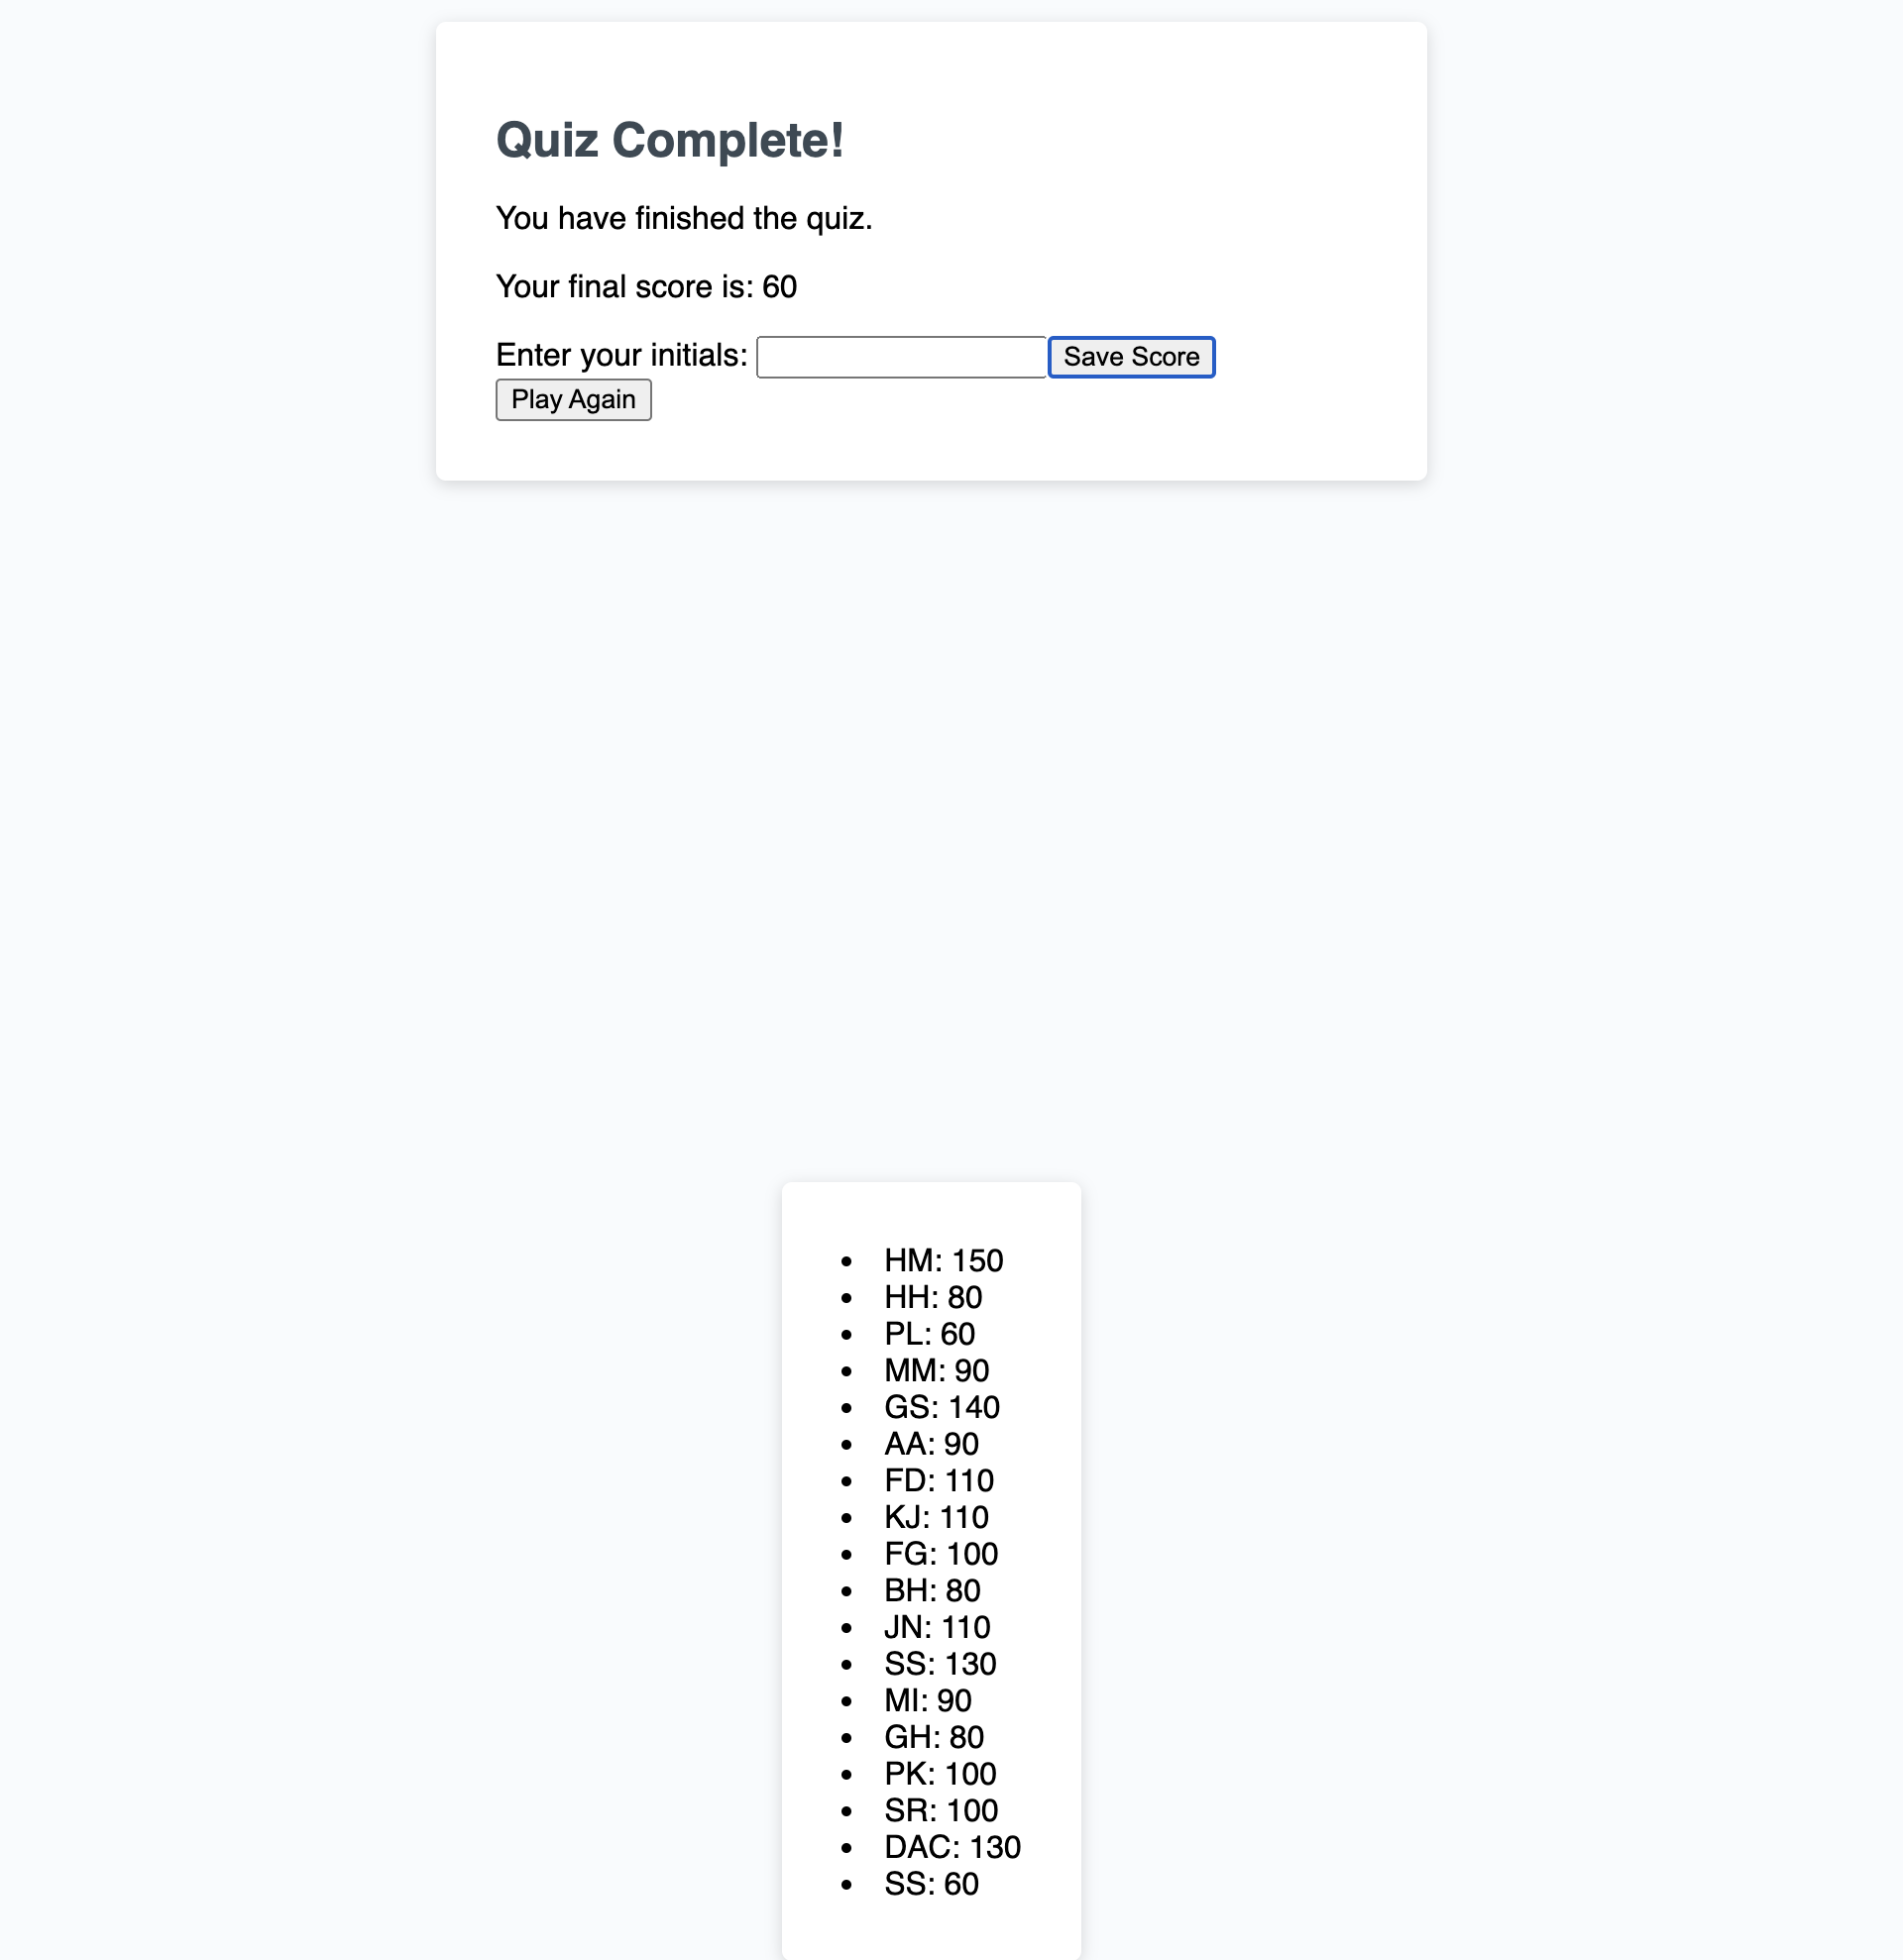 Quiz Complete!
You have finished the quiz.
Your final score is: 60
Enter your initials: Save Score
Play Again
HM: 150
HH: 80
PL: 60
MM: 90
GS: 140
AA: 90
FD: 110
KJ: 110
FG: 100
BH: 80
JN: 110
SS: 130
MI: 90
GH: 80
PK: 100
SR: 100
DAC: 130
SS: 60